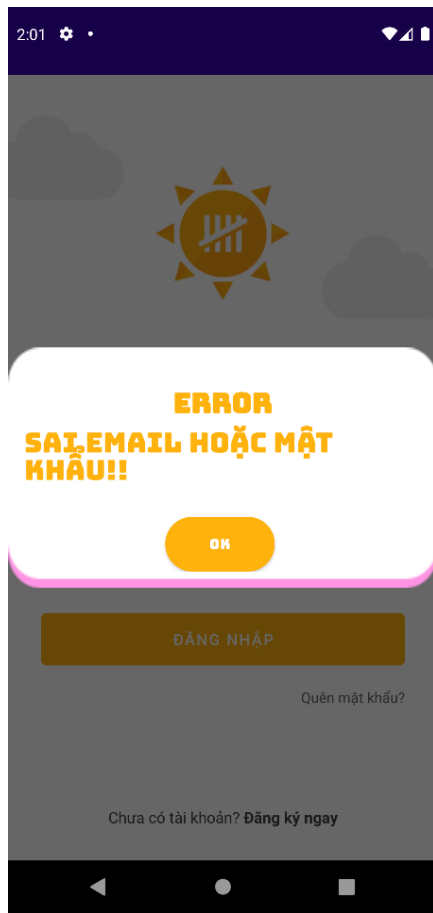 2:01
ERROR
SAI EMAIL HOẶC MẬT
KHẨU!!
OK
ĐĂNG NHẬP
Quên mật khẩu?
Chưa có tài khoản? Đăng ký ngay